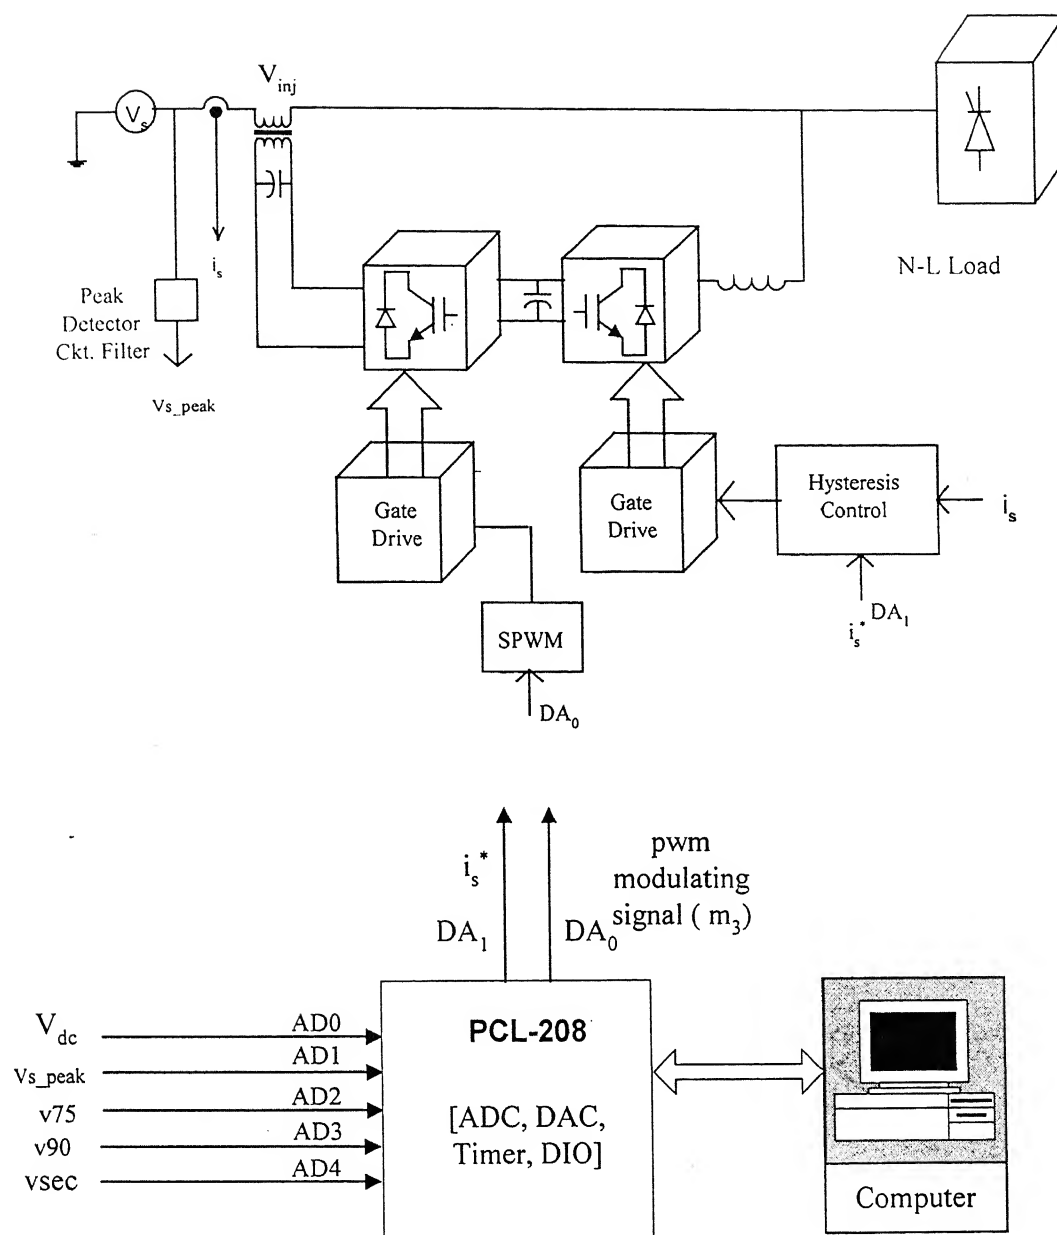 V_inj
V_s
i_s
Peak
Detector
Ckt. Filter
Vs_peak
N-L Load
Gate
Drive
Gate
Drive
Hysteresis
Control
i_s
i_s^* DA_1
SPWM
DA_0
i_s^*
DA_1
pwm
modulating
signal ( m_3)
DA_0
V_dc
AD0
Vs_peak
AD1
v75
AD2
v90
AD3
vsec
AD4
PCL-208
[ADC, DAC,
Timer, DIO]
Computer